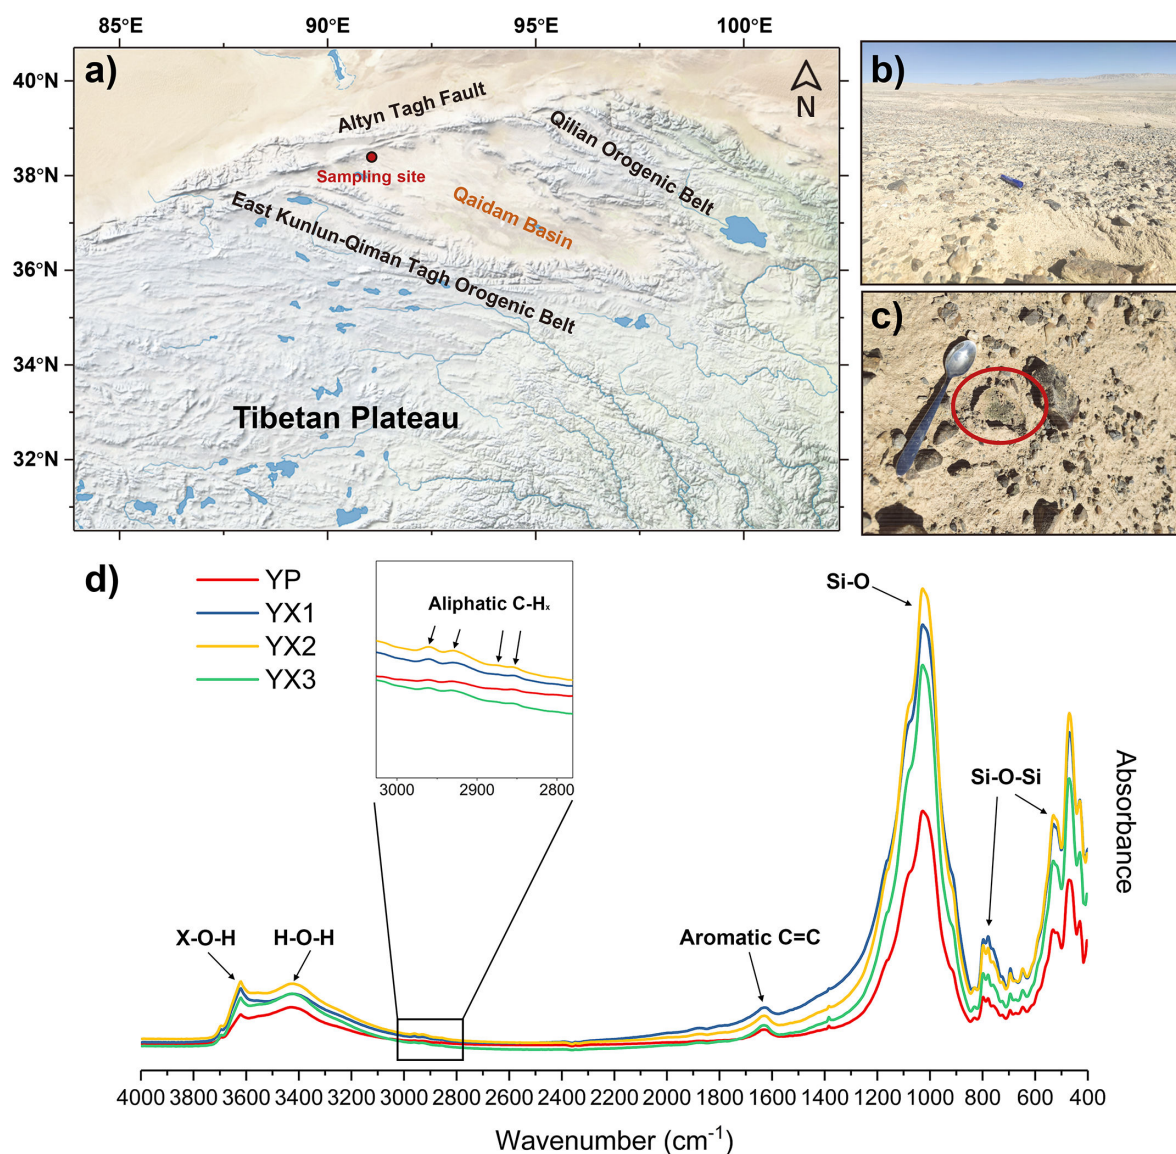 85°E 90°E 95°E 100°E
a)
40°N
38°N
36°N
34°N
32°N
Altyn Tagh Fault
Qilian Orogenic Belt
N
Sampling site
Qaidam Basin
East Kunlun-Qiman Tagh Orogenic Belt
Tibetan Plateau
b)
c)
d)
YP
YX1
YX2
YX3
Aliphatic C-Hₓ
3000 2900 2800
Si-O
Si-O-Si
X-O-H
H-O-H
Aromatic C=C
Absorbance
4000 3800 3600 3400 3200 3000 2800 2600 2400 2200 2000 1800 1600 1400 1200 1000 800 600 400
Wavenumber (cm⁻¹)